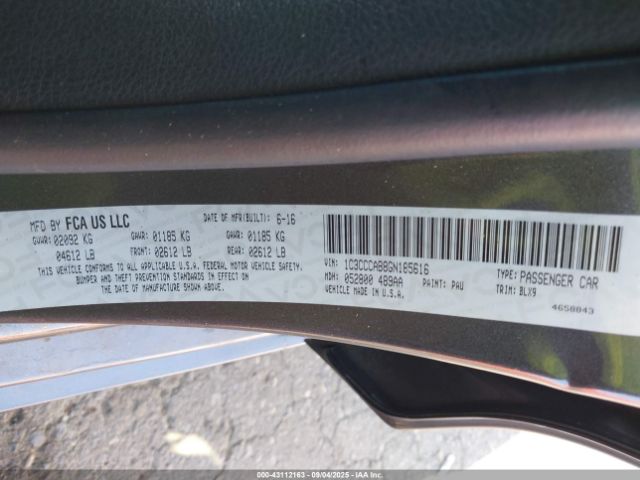 MFD BY FCA US LLC
DATE OF MFR(BUILT): 6-16
GVWR: 02092 KG GAWR: 01185 KG GAWR: 01185 KG
04612 LB FRONT: 02612 LB REAR: 02612 LB
THIS VEHICLE CONFORMS TO ALL APPLICABLE U.S.A. FEDERAL MOTOR VEHICLE SAFETY,
BUMPER AND THEFT PREVENTION STANDARDS IN EFFECT ON
THE DATE OF MANUFACTURE SHOWN ABOVE.
VIN: 1C3CCCAB8GN185616 TYPE: PASSENGER CAR
MDH: 052800 4B9AA PAINT: PAU TRIM: BLX9
VEHICLE MADE IN U.S.A.
4658043
000-43112163 - 09/04/2025 - IAA Inc.